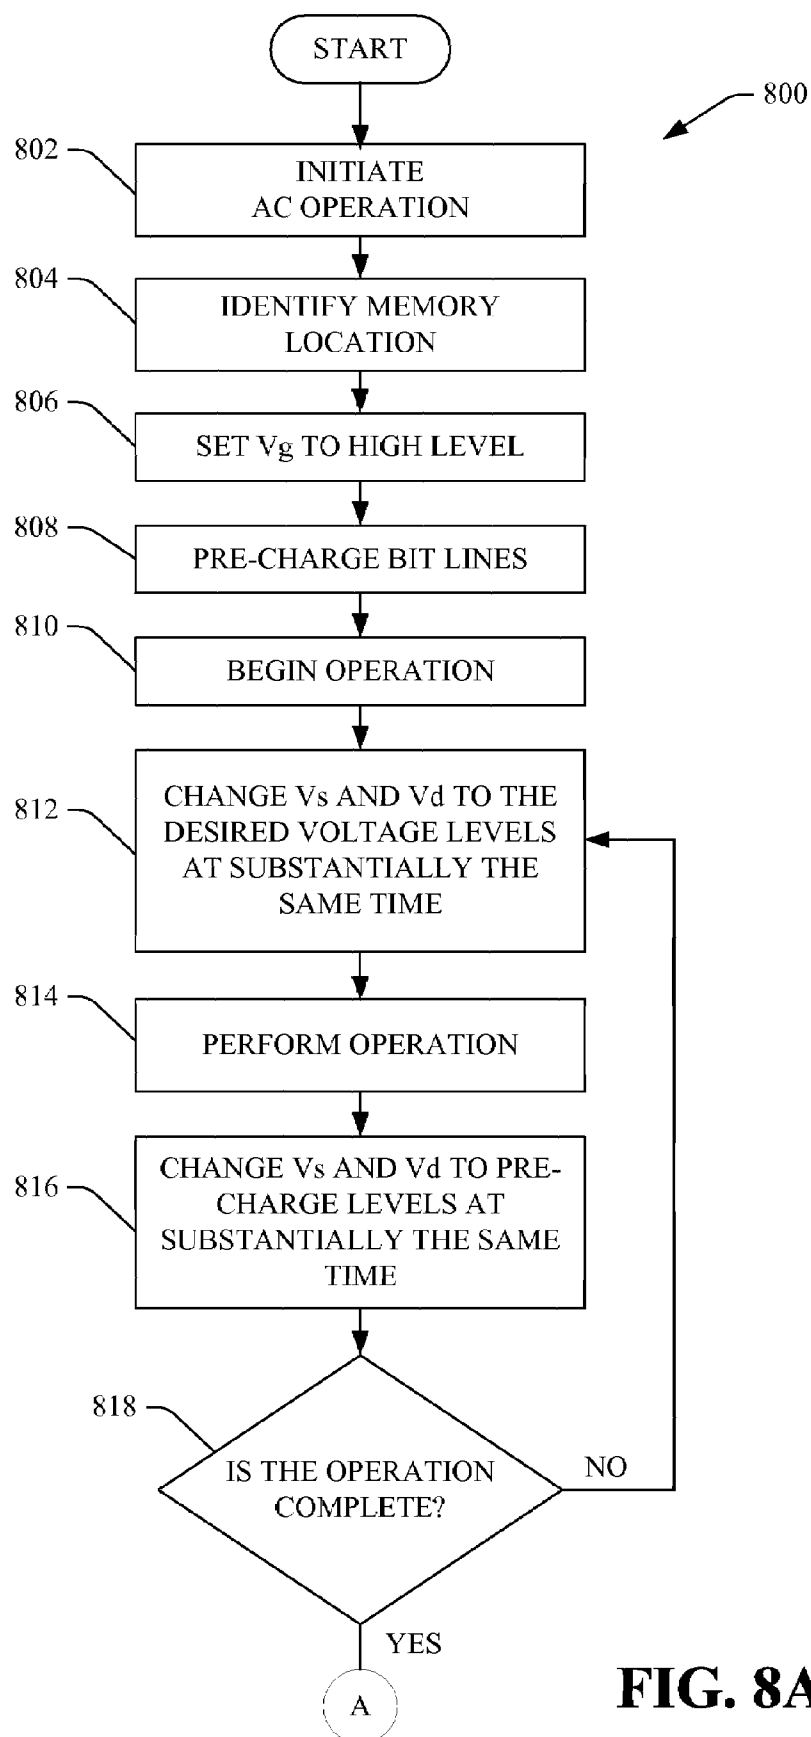 START
800
802
INITIATE
AC OPERATION
804
IDENTIFY MEMORY
LOCATION
806
SET Vg TO HIGH LEVEL
808
PRE-CHARGE BIT LINES
810
BEGIN OPERATION
812
CHANGE Vs AND Vd TO THE
DESIRED VOLTAGE LEVELS
AT SUBSTANTIALLY THE
SAME TIME
814
PERFORM OPERATION
816
CHANGE Vs AND Vd TO PRE-
CHARGE LEVELS AT
SUBSTANTIALLY THE SAME
TIME
818
IS THE OPERATION
COMPLETE?
NO
YES
A
FIG. 8A